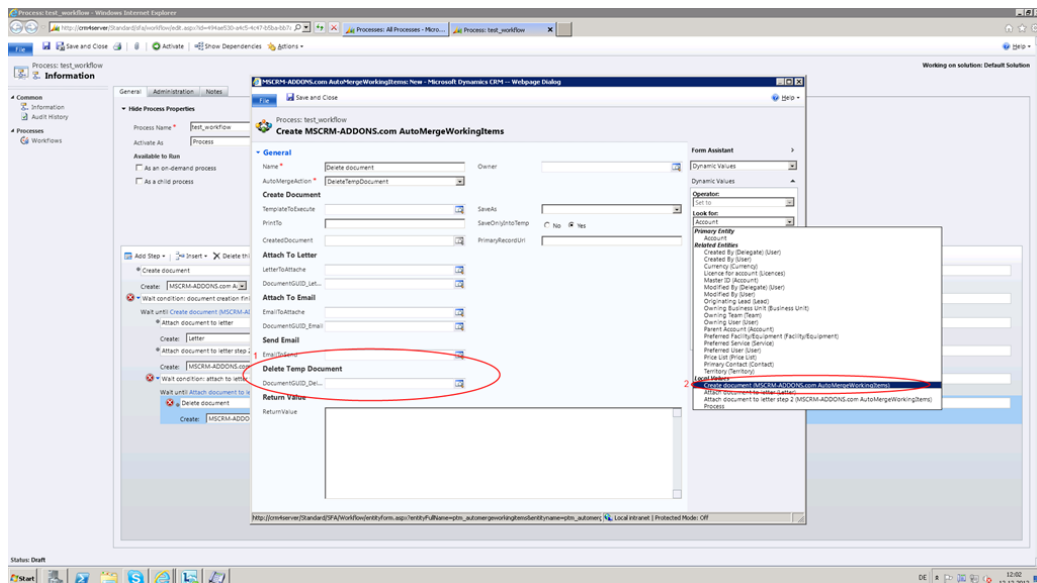 Process: test_workflow - Windows Internet Explorer
Processes: All Processes - Micro...
Process: test_workflow
File
Save and Close
Activate
Show Dependencies
Actions
Help
Process: test_workflow
Information
Working on solution: Default Solution
Common
Information
Audit History
Processes
Workflows
General
Administration
Notes
Hide Process Properties
Process Name *
test_workflow
Activate As
Process
Available to Run
As an on-demand process
As a child process
Add Step
Insert
Delete thi
Create document
Create:
MSCRM-ADDONS.com A
Wait condition: document creation fini
Wait until Create document (MSCRM-AD
Attach document to letter
Create:
Letter
Attach document to letter step 2
Create:
MSCRM-ADDONS.com
Wait condition: attach to letter
Wait until Attach document to le
Delete document
Create:
MSCRM-ADDO
MSCRM-ADDONS.com AutoMergeWorkingItems: New - Microsoft Dynamics CRM -- Webpage Dialog
File
Save and Close
Help
Process: test_workflow
Create MSCRM-ADDONS.com AutoMergeWorkingItems
General
Name *
Delete document
Owner
AutoMergeAction *
DeleteTempDocument
Create Document
TemplateToExecute
SaveAs
PrintTo
SaveOnlyIntoTemp
No
Yes
CreatedDocument
PrimaryRecordUrl
Attach To Letter
LetterToAttache
DocumentGUID_Let...
Attach To Email
EmailToAttache
DocumentGUID_Email
Send Email
1
EmailToSend
Delete Temp Document
DocumentGUID_Del...
Return Value
ReturnValue
Form Assistant
Dynamic Values
Dynamic Values
Operator:
Set to
Look for:
Account
Primary Entity
Account
Related Entities
Created By (Delegate) (User)
Created By (User)
Currency (Currency)
Licence for account (Licences)
Master ID (Account)
Modified By (Delegate) (User)
Modified By (User)
Originating Lead (Lead)
Owning Business Unit (Business Unit)
Owning Team (Team)
Owning User (User)
Parent Account (Account)
Preferred Facility/Equipment (Facility/Equipment)
Preferred Service (Service)
Preferred User (User)
Price List (Price List)
Primary Contact (Contact)
Territory (Territory)
Local Values
2
Create document (MSCRM-ADDONS.com AutoMergeWorkingItems)
Attach document to letter (Letter)
Attach document to letter step 2 (MSCRM-ADDONS.com AutoMergeWorkingItems)
Process
Local intranet | Protected Mode: Off
Status: Draft
Start
DE
12:02